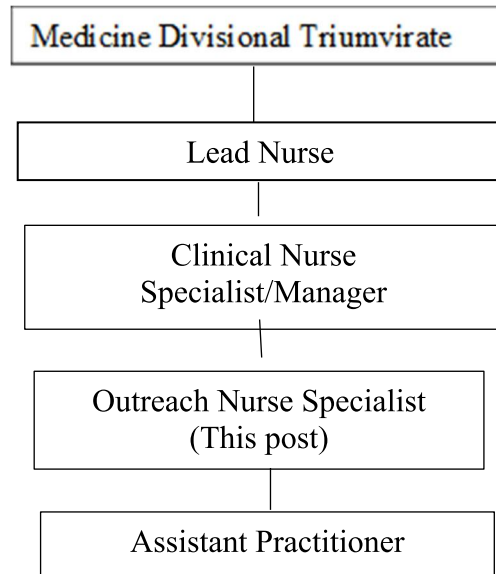 Medicine Divisional Triumvirate
Lead Nurse
Clinical Nurse
Specialist/Manager
Outreach Nurse Specialist
(This post)
Assistant Practitioner